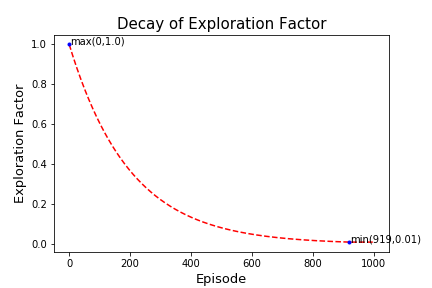 Decay of Exploration Factor
max(0,1.0)
1.0
0.8
0.6
0.4
0.2
0.0
Exploration Factor
min(919,0.01)
0
200
400
600
800
1000
Episode